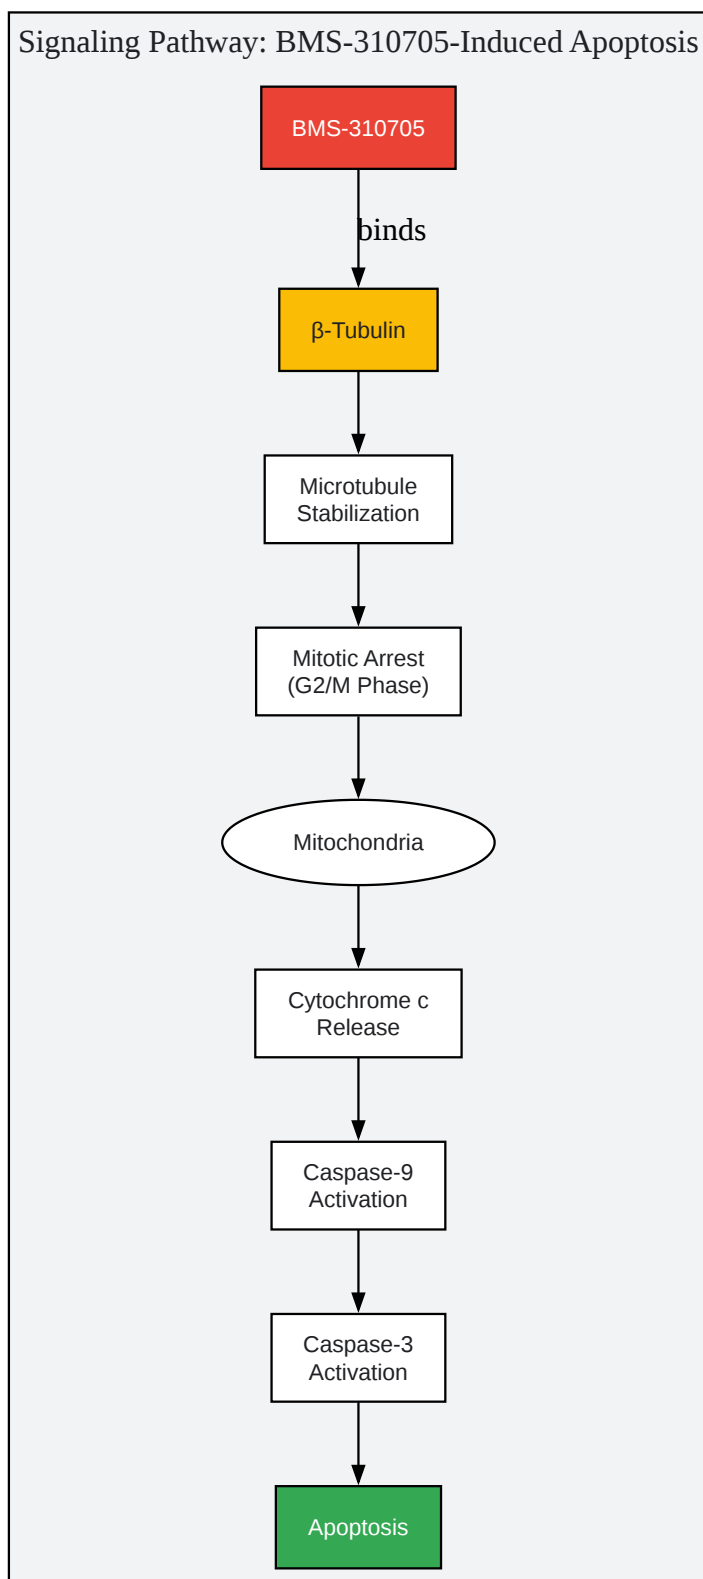 Signaling Pathway: BMS-310705-Induced Apoptosis
BMS-310705
binds
β-Tubulin
Microtubule
Stabilization
Mitotic Arrest
(G2/M Phase)
Mitochondria
Cytochrome c
Release
Caspase-9
Activation
Caspase-3
Activation
Apoptosis